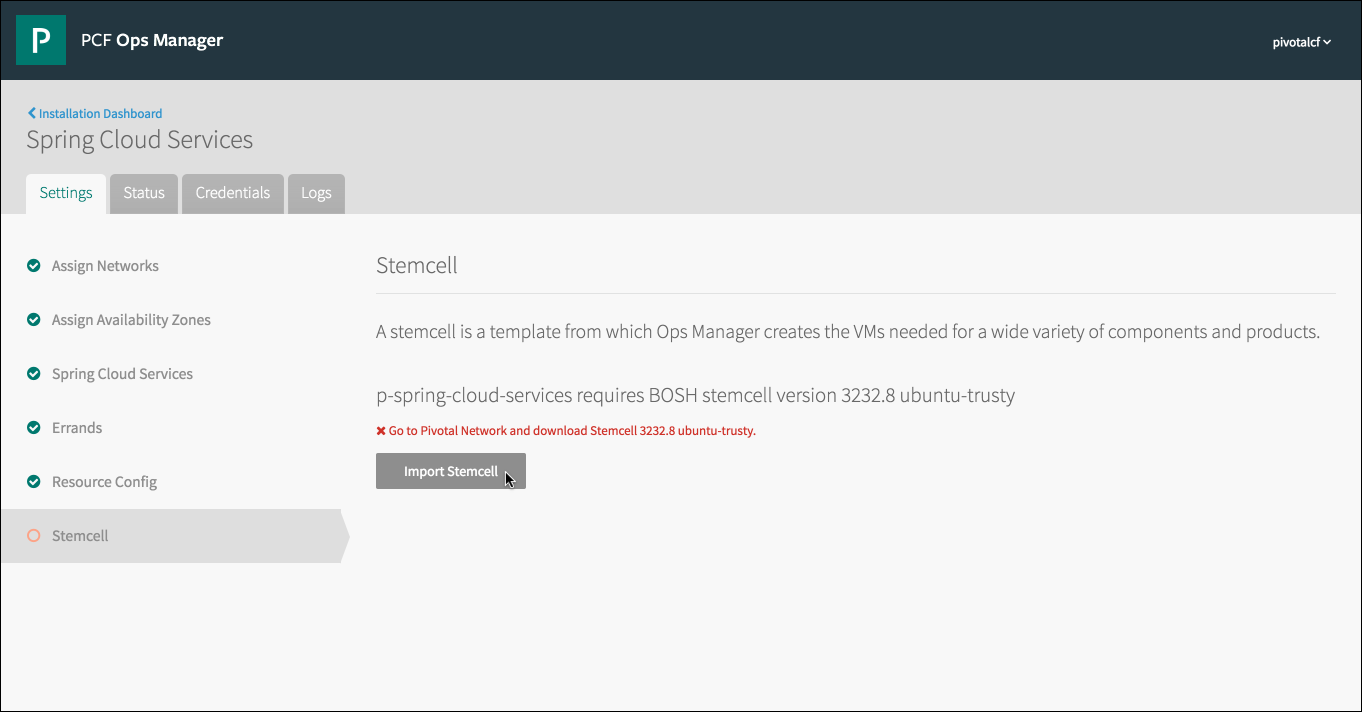 P
PCF Ops Manager
pivotalcf
Installation Dashboard
Spring Cloud Services
Settings
Status
Credentials
Logs
Assign Networks
Assign Availability Zones
Spring Cloud Services
Errands
Resource Config
Stemcell
Stemcell
A stemcell is a template from which Ops Manager creates the VMs needed for a wide variety of components and products.
p-spring-cloud-services requires BOSH stemcell version 3232.8 ubuntu-trusty
Go to Pivotal Network and download Stemcell 3232.8 ubuntu-trusty.
Import Stemcell